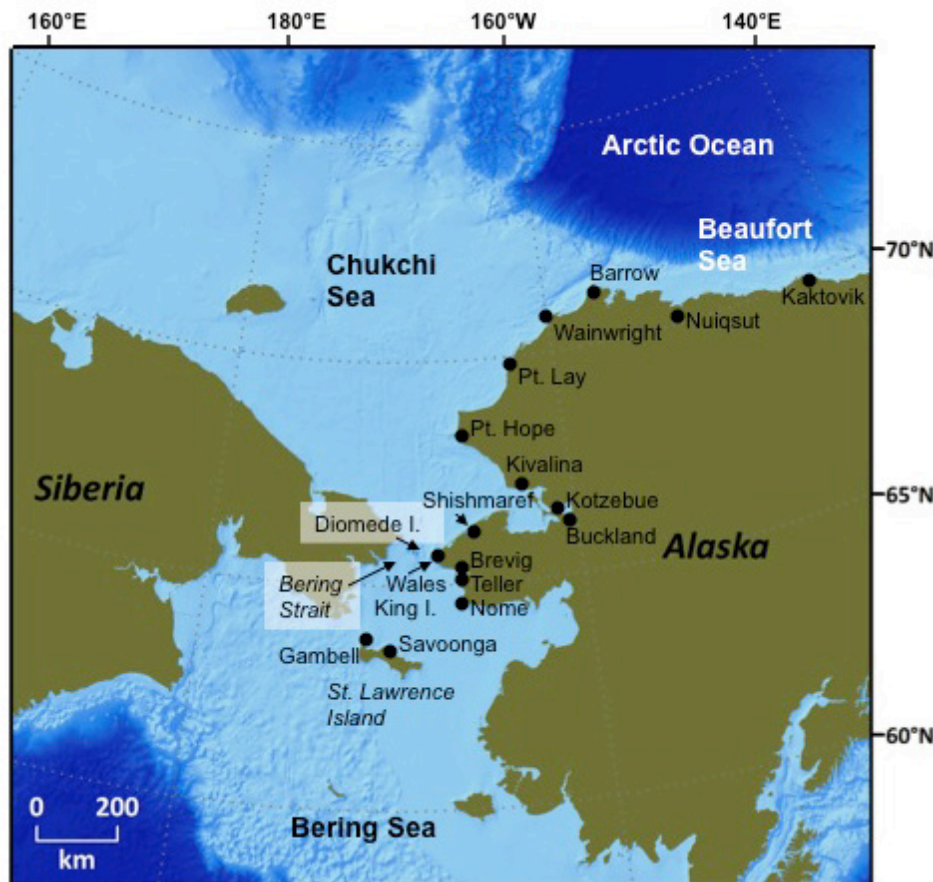 160°E
180°E
160°W
140°E
Arctic Ocean
Beaufort
Sea
70°N
Chukchi
Sea
Barrow
Kaktovik
Wainwright
Nuiqsut
Pt. Lay
Pt. Hope
Kivalina
Siberia
Shishmaref
Kotzebue
65°N
Diomede I.
Buckland
Alaska
Brevig
Bering
Strait
Wales
Teller
King I.
Nome
Gambell
Savoonga
St. Lawrence
Island
60°N
0
200
km
Bering Sea